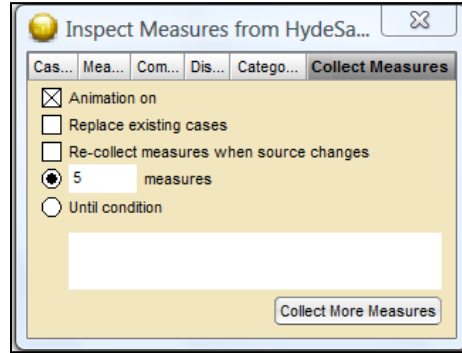 Inspect Measures from HydeSa...
Cas... Mea... Com... Dis... Catego... Collect Measures
Animation on
Replace existing cases
Re-collect measures when source changes
5 measures
Until condition
Collect More Measures